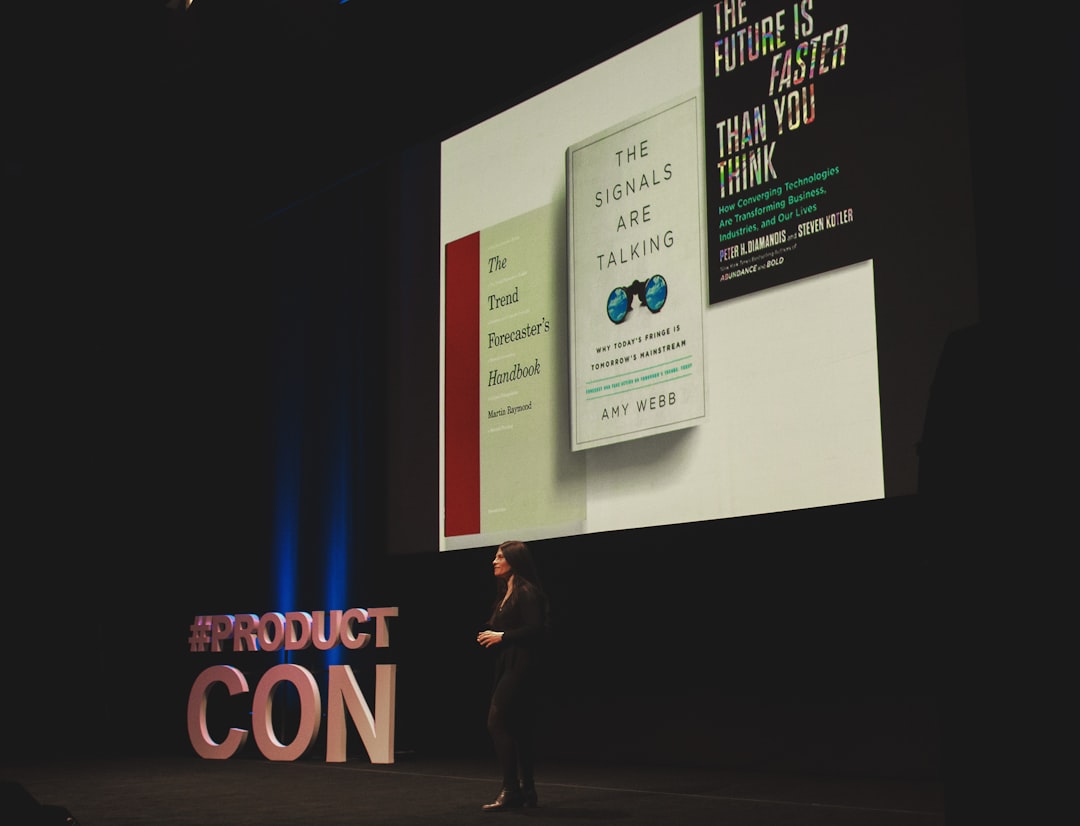 The
Trend
Forecaster's
Handbook
Martin Raymond
THE
SIGNALS
ARE
TALKING
WHY TODAY'S FRINGE IS
TOMORROW'S MAINSTREAM
AMY WEBB
THE
FUTURE IS
FASTER
THAN YOU
THINK
How Converging Technologies
Are Transforming Business,
Industries, and Our Lives
PETER H. DIAMANDIS and STEVEN KOTLER
ABUNDANCE and BOLD
#PRODUCT
CON